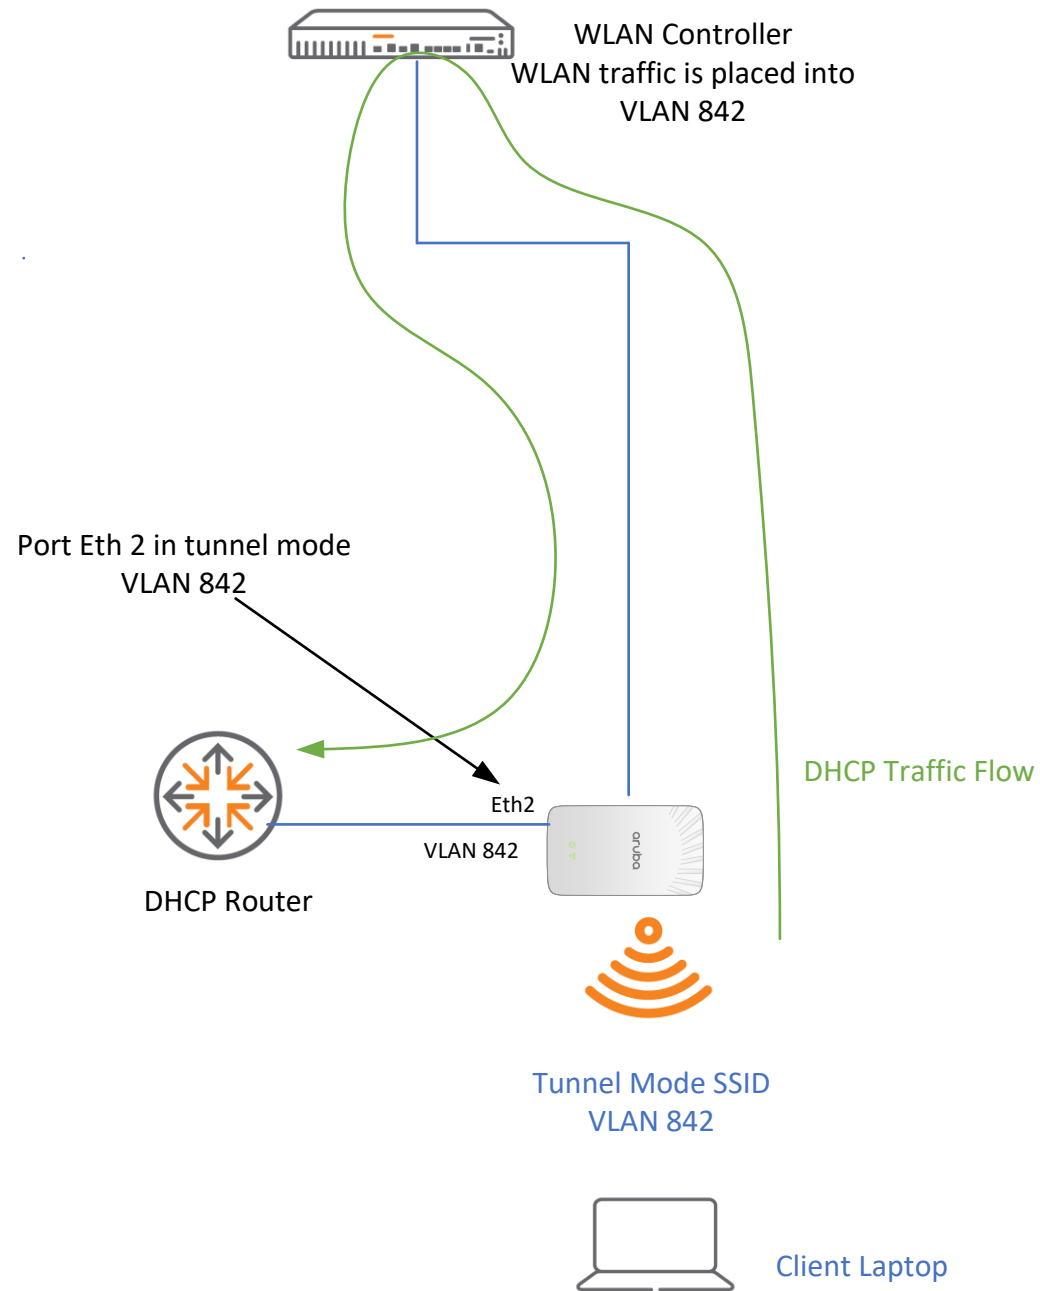 WLAN Controller
WLAN traffic is placed into
VLAN 842
Port Eth 2 in tunnel mode
VLAN 842
DHCP Traffic Flow
Eth2
VLAN 842
aruba
DHCP Router
Tunnel Mode SSID
VLAN 842
Client Laptop